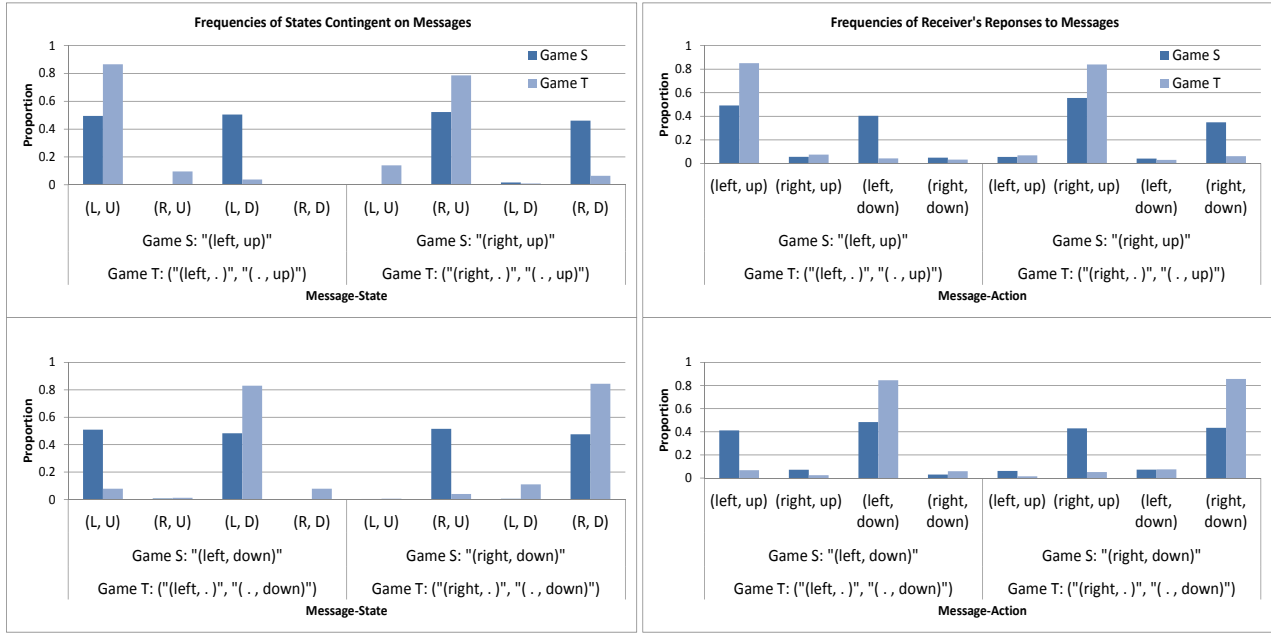 Frequencies of States Contingent on Messages
1
0.8
0.6
0.4
0.2
0
Proportion
Game S
Game T
(L, U) (R, U) (L, D) (R, D) (L, U) (R, U) (L, D) (R, D)
Game S: "(left, up)" Game S: "(right, up)"
Game T: ("(left, . )", "( . , up)") Game T: ("(right, . )", "( . , up)")
Message-State
Frequencies of Receiver's Reponses to Messages
1
0.8
0.6
0.4
0.2
0
Proportion
Game S
Game T
(left, up) (right, up) (left, (right, (left, up) (right, up) (left, (right,
down) down) down) down)
Game S: "(left, up)" Game S: "(right, up)"
Game T: ("(left, . )", "( . , up)") Game T: ("(right, . )", "( . , up)")
Message-Action
1
0.8
0.6
0.4
0.2
0
Proportion
(L, U) (R, U) (L, D) (R, D) (L, U) (R, U) (L, D) (R, D)
Game S: "(left, down)" Game S: "(right, down)"
Game T: ("(left, . )", "( . , down)") Game T: ("(right, . )", "( . , down)")
Message-State
1
0.8
0.6
0.4
0.2
0
Proportion
(left, up) (right, up) (left, (right, (left, up) (right, up) (left, (right,
down) down) down) down)
Game S: "(left, down)" Game S: "(right, down)"
Game T: ("(left, . )", "( . , down)") Game T: ("(right, . )", "( . , down)")
Message-Action